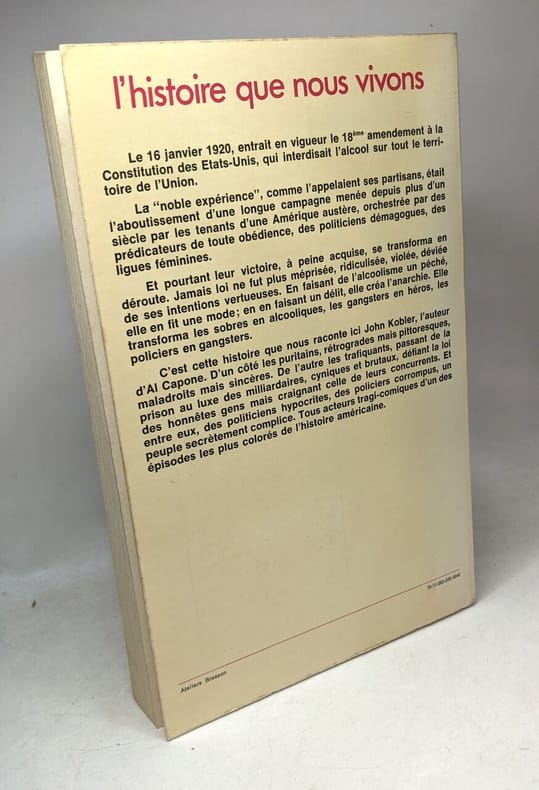 l'histoire que nous vivons
Le 16 janvier 1920, entrait en vigueur le 18ème amendement à la
Constitution des Etats-Unis, qui interdisait l'alcool sur tout le terri-
toire de l'Union.
La "noble expérience", comme l'appelaient ses partisans, était
l'aboutissement d'une longue campagne menée depuis plus d'un
siècle par les tenants d'une Amérique austère, orchestrée par des
prédicateurs de toute obédience, des politiciens démagogues, des
ligues féminines.
Et pourtant leur victoire, à peine acquise, se transforma en
déroute. Jamais loi ne fut plus méprisée, ridiculisée, violée, déviée
de ses intentions vertueuses. En faisant de l'alcoolisme un péché,
elle en fit une mode ; en en faisant un délit, elle créa l'anarchie. Elle
transforma les sobres en alcooliques, les gangsters en héros, les
policiers en gangsters.
C'est cette histoire que nous raconte ici John Kobler, l'auteur
d'Al Capone. D'un côté les puritains, rétrogrades mais pittoresques,
maladroits mais sincères. De l'autre les trafiquants, passant de la
prison au luxe des milliardaires, cyniques et brutaux, défiant la loi
des honnêtes gens mais craignant celle de leurs concurrents. Et
entre eux, des politiciens hypocrites, des policiers corrompus, un
peuple secrètement complice. Tous acteurs tragi-comiques d'un des
épisodes les plus colorés de l'histoire américaine.
Ateliers Bresson